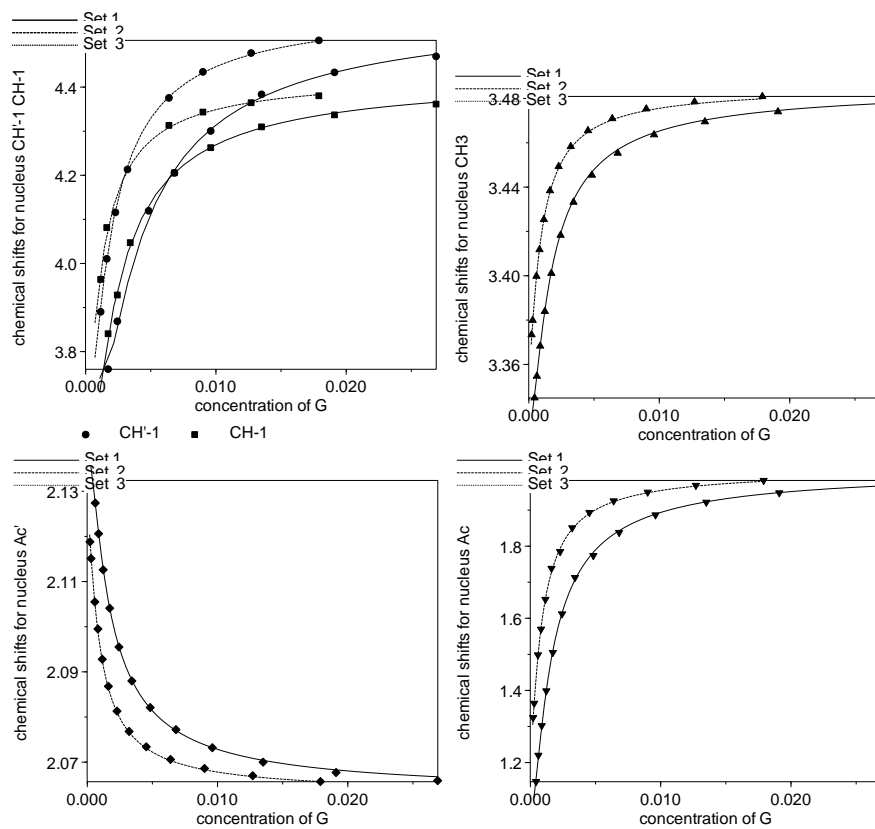 Set 1
Set 2
Set 3
chemical shifts for nucleus CH'-1 CH-1
4.4
4.2
4.0
3.8
0.000
0.010
0.020
concentration of G
CH'-1
CH-1
Set 1
Set 2
Set 3
chemical shifts for nucleus CH3
3.48
3.44
3.40
3.36
0.000
0.010
0.020
concentration of G
Set 1
Set 2
Set 3
chemical shifts for nucleus Ac'
2.13
2.11
2.09
2.07
0.000
0.010
0.020
concentration of G
Set 1
Set 2
Set 3
chemical shifts for nucleus Ac
1.8
1.6
1.4
1.2
0.000
0.010
0.020
concentration of G